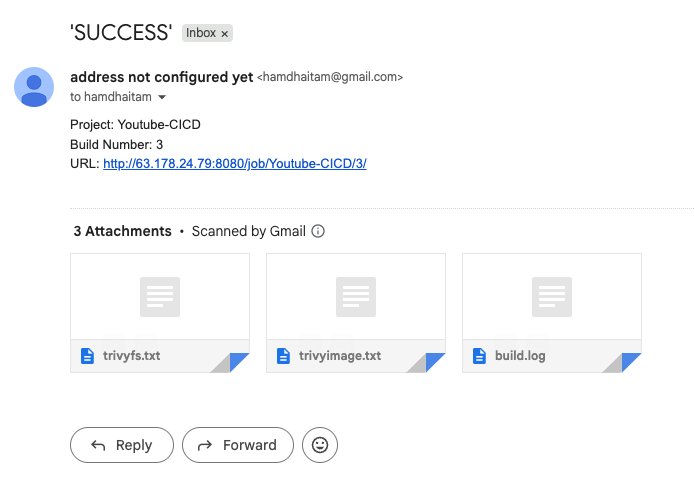 'SUCCESS' Inbox ×
address not configured yet <hamdhaitam@gmail.com>
to hamdhaitam
Project: Youtube-CICD
Build Number: 3
URL: http://63.178.24.79:8080/job/Youtube-CICD/3/
3 Attachments • Scanned by Gmail
trivyfs.txt
trivyimage.txt
build.log
Reply
Forward